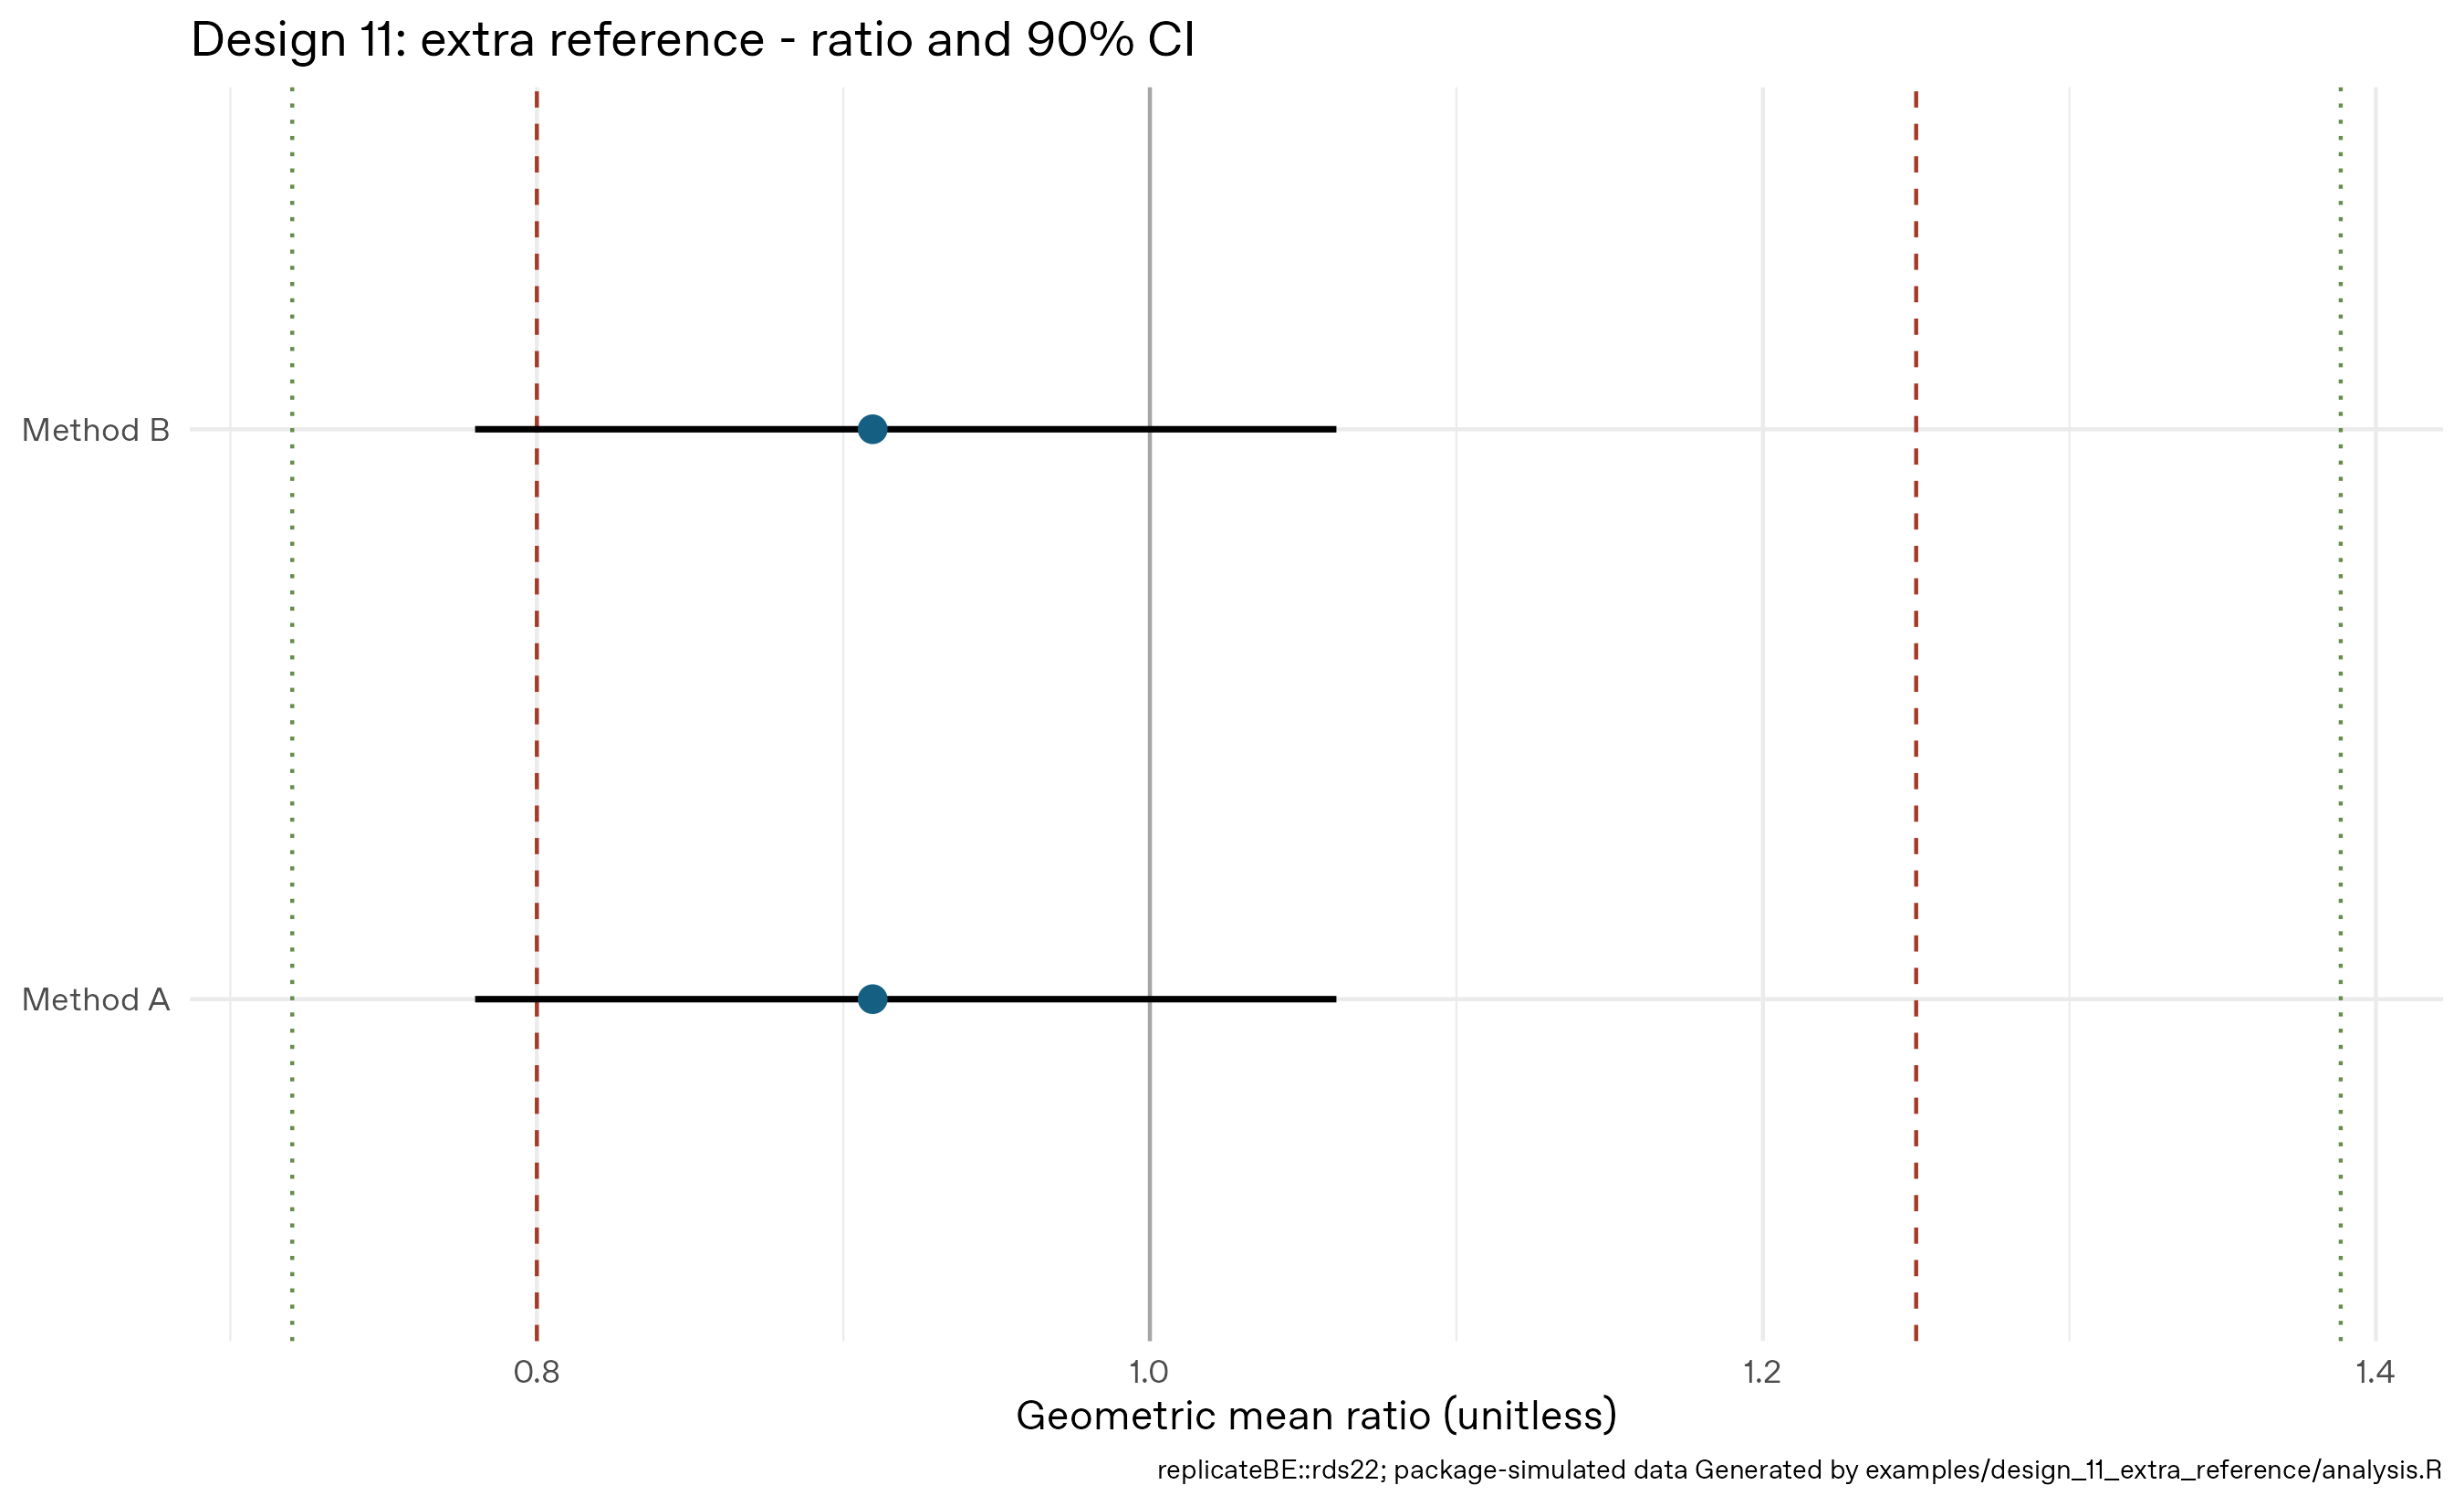 Design 11: extra reference - ratio and 90% CI
Method B
Method A
0.8 1.0 1.2 1.4
Geometric mean ratio (unitless)
replicateBE::rds22; package-simulated data Generated by examples/design_11_extra_reference/analysis.R